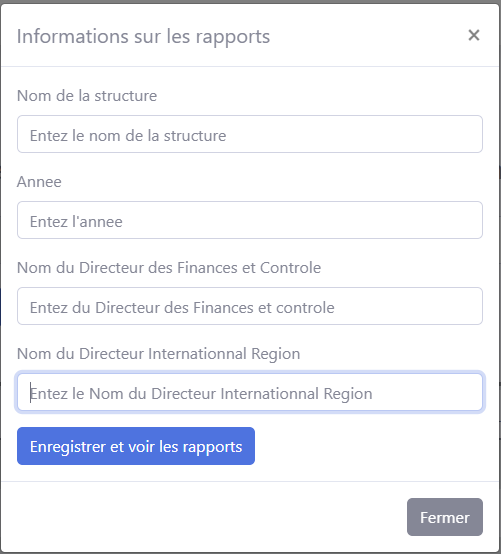 Informations sur les rapports ×
Nom de la structure
Entez le nom de la structure
Annee
Entez l'annee
Nom du Directeur des Finances et Controle
Entez du Directeur des Finances et controle
Nom du Directeur Internationnal Region
Entez le Nom du Directeur Internationnal Region
Enregistrer et voir les rapports
Fermer